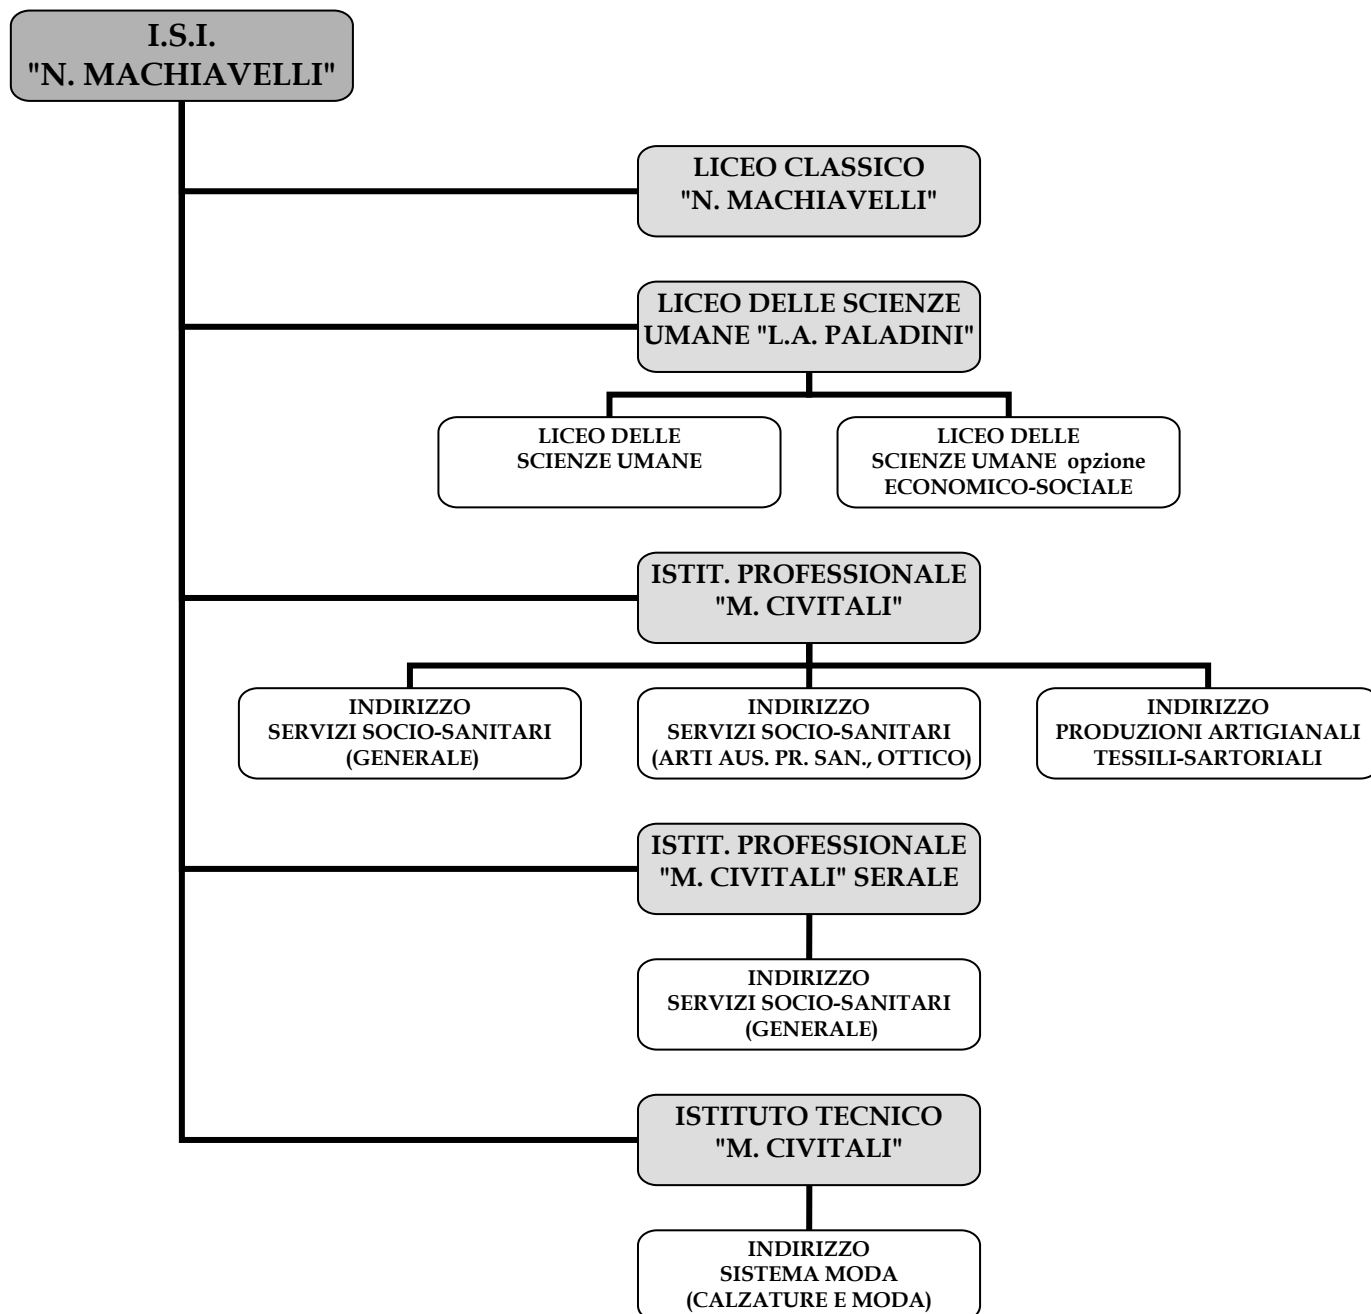 I.S.I.
"N. MACHIAVELLI"
LICEO CLASSICO
"N. MACHIAVELLI"
LICEO DELLE SCIENZE
UMANE "L.A. PALADINI"
LICEO DELLE
SCIENZE UMANE
LICEO DELLE
SCIENZE UMANE opzione
ECONOMICO-SOCIALE
ISTIT. PROFESSIONALE
"M. CIVITALI"
INDIRIZZO
SERVIZI SOCIO-SANITARI
(GENERALE)
INDIRIZZO
SERVIZI SOCIO-SANITARI
(ARTI AUS. PR. SAN., OTTICO)
INDIRIZZO
PRODUZIONI ARTIGIANALI
TESSILI-SARTORIALI
ISTIT. PROFESSIONALE
"M. CIVITALI" SERALE
INDIRIZZO
SERVIZI SOCIO-SANITARI
(GENERALE)
ISTITUTO TECNICO
"M. CIVITALI"
INDIRIZZO
SISTEMA MODA
(CALZATURE E MODA)